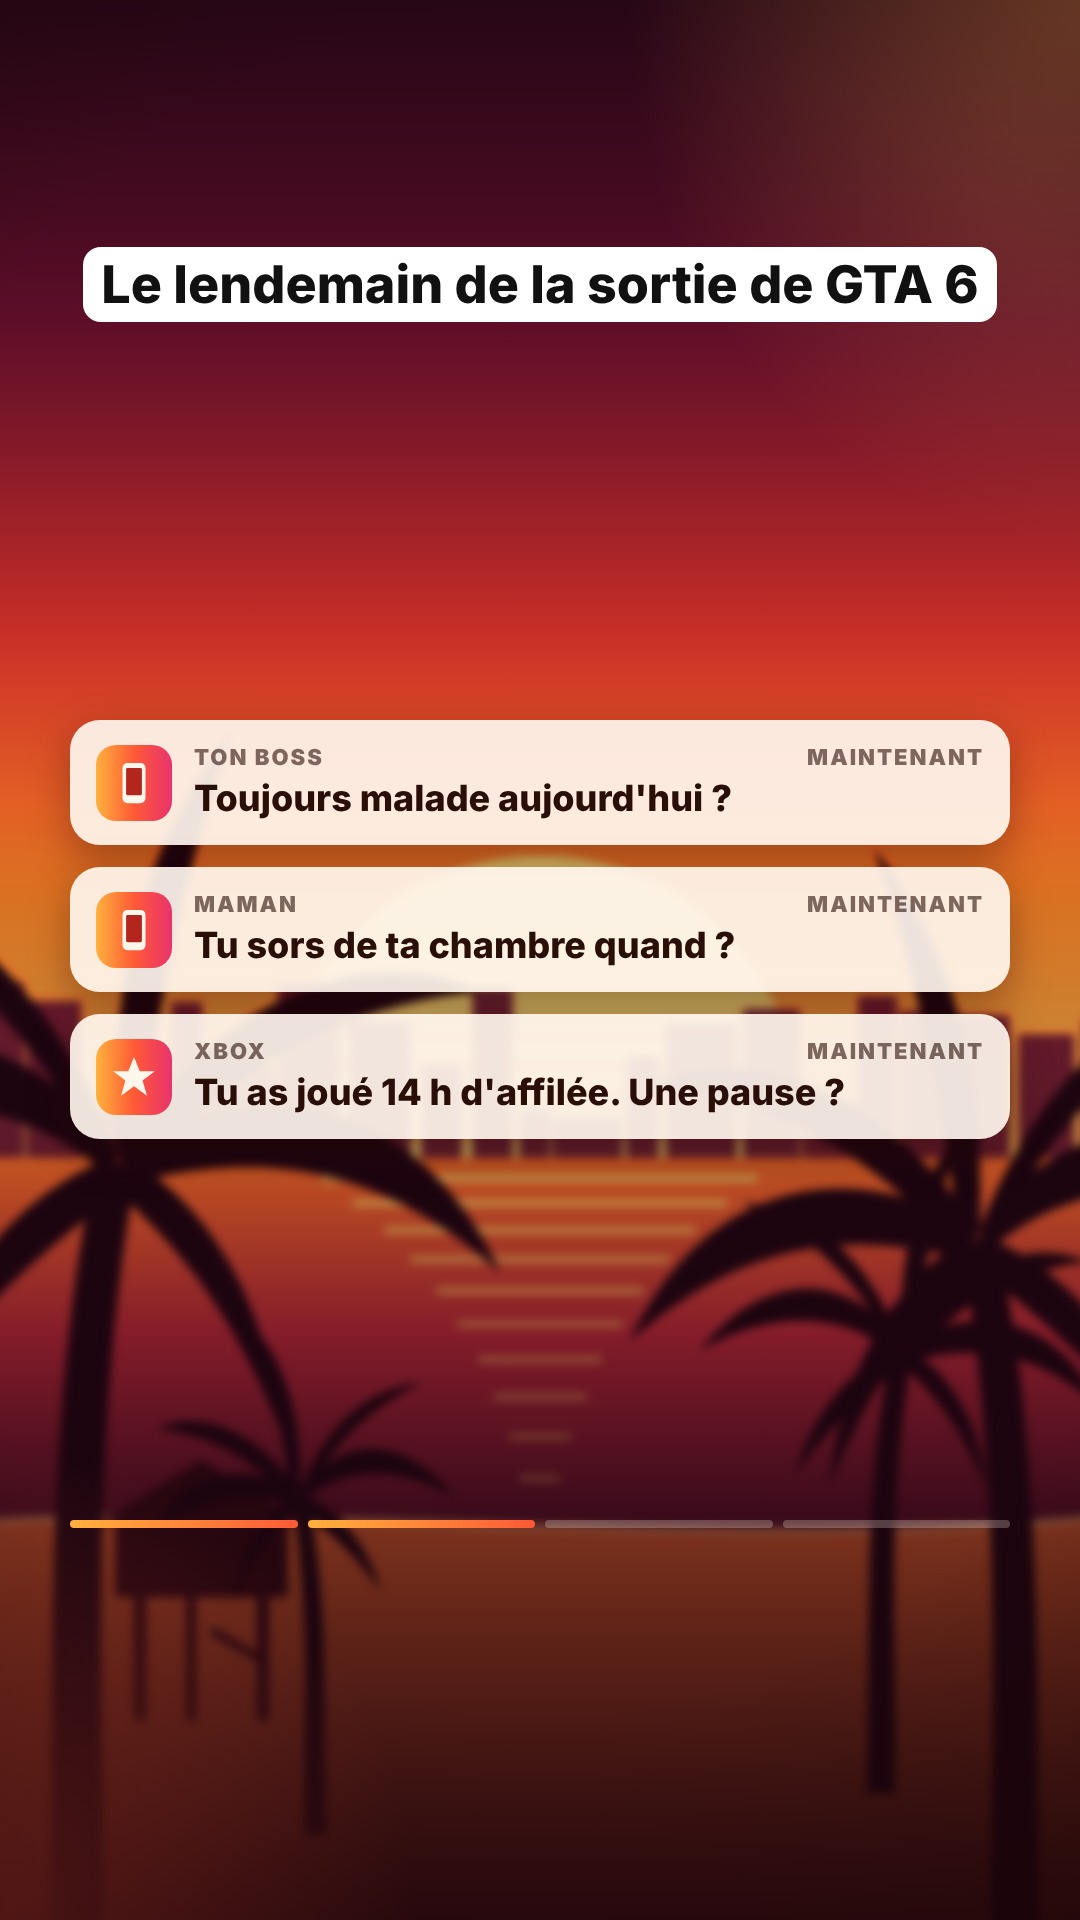 Le lendemain de la sortie de GTA 6
TON BOSS MAINTENANT
Toujours malade aujourd'hui ?
MAMAN MAINTENANT
Tu sors de ta chambre quand ?
XBOX MAINTENANT
Tu as joué 14 h d'affilée. Une pause ?